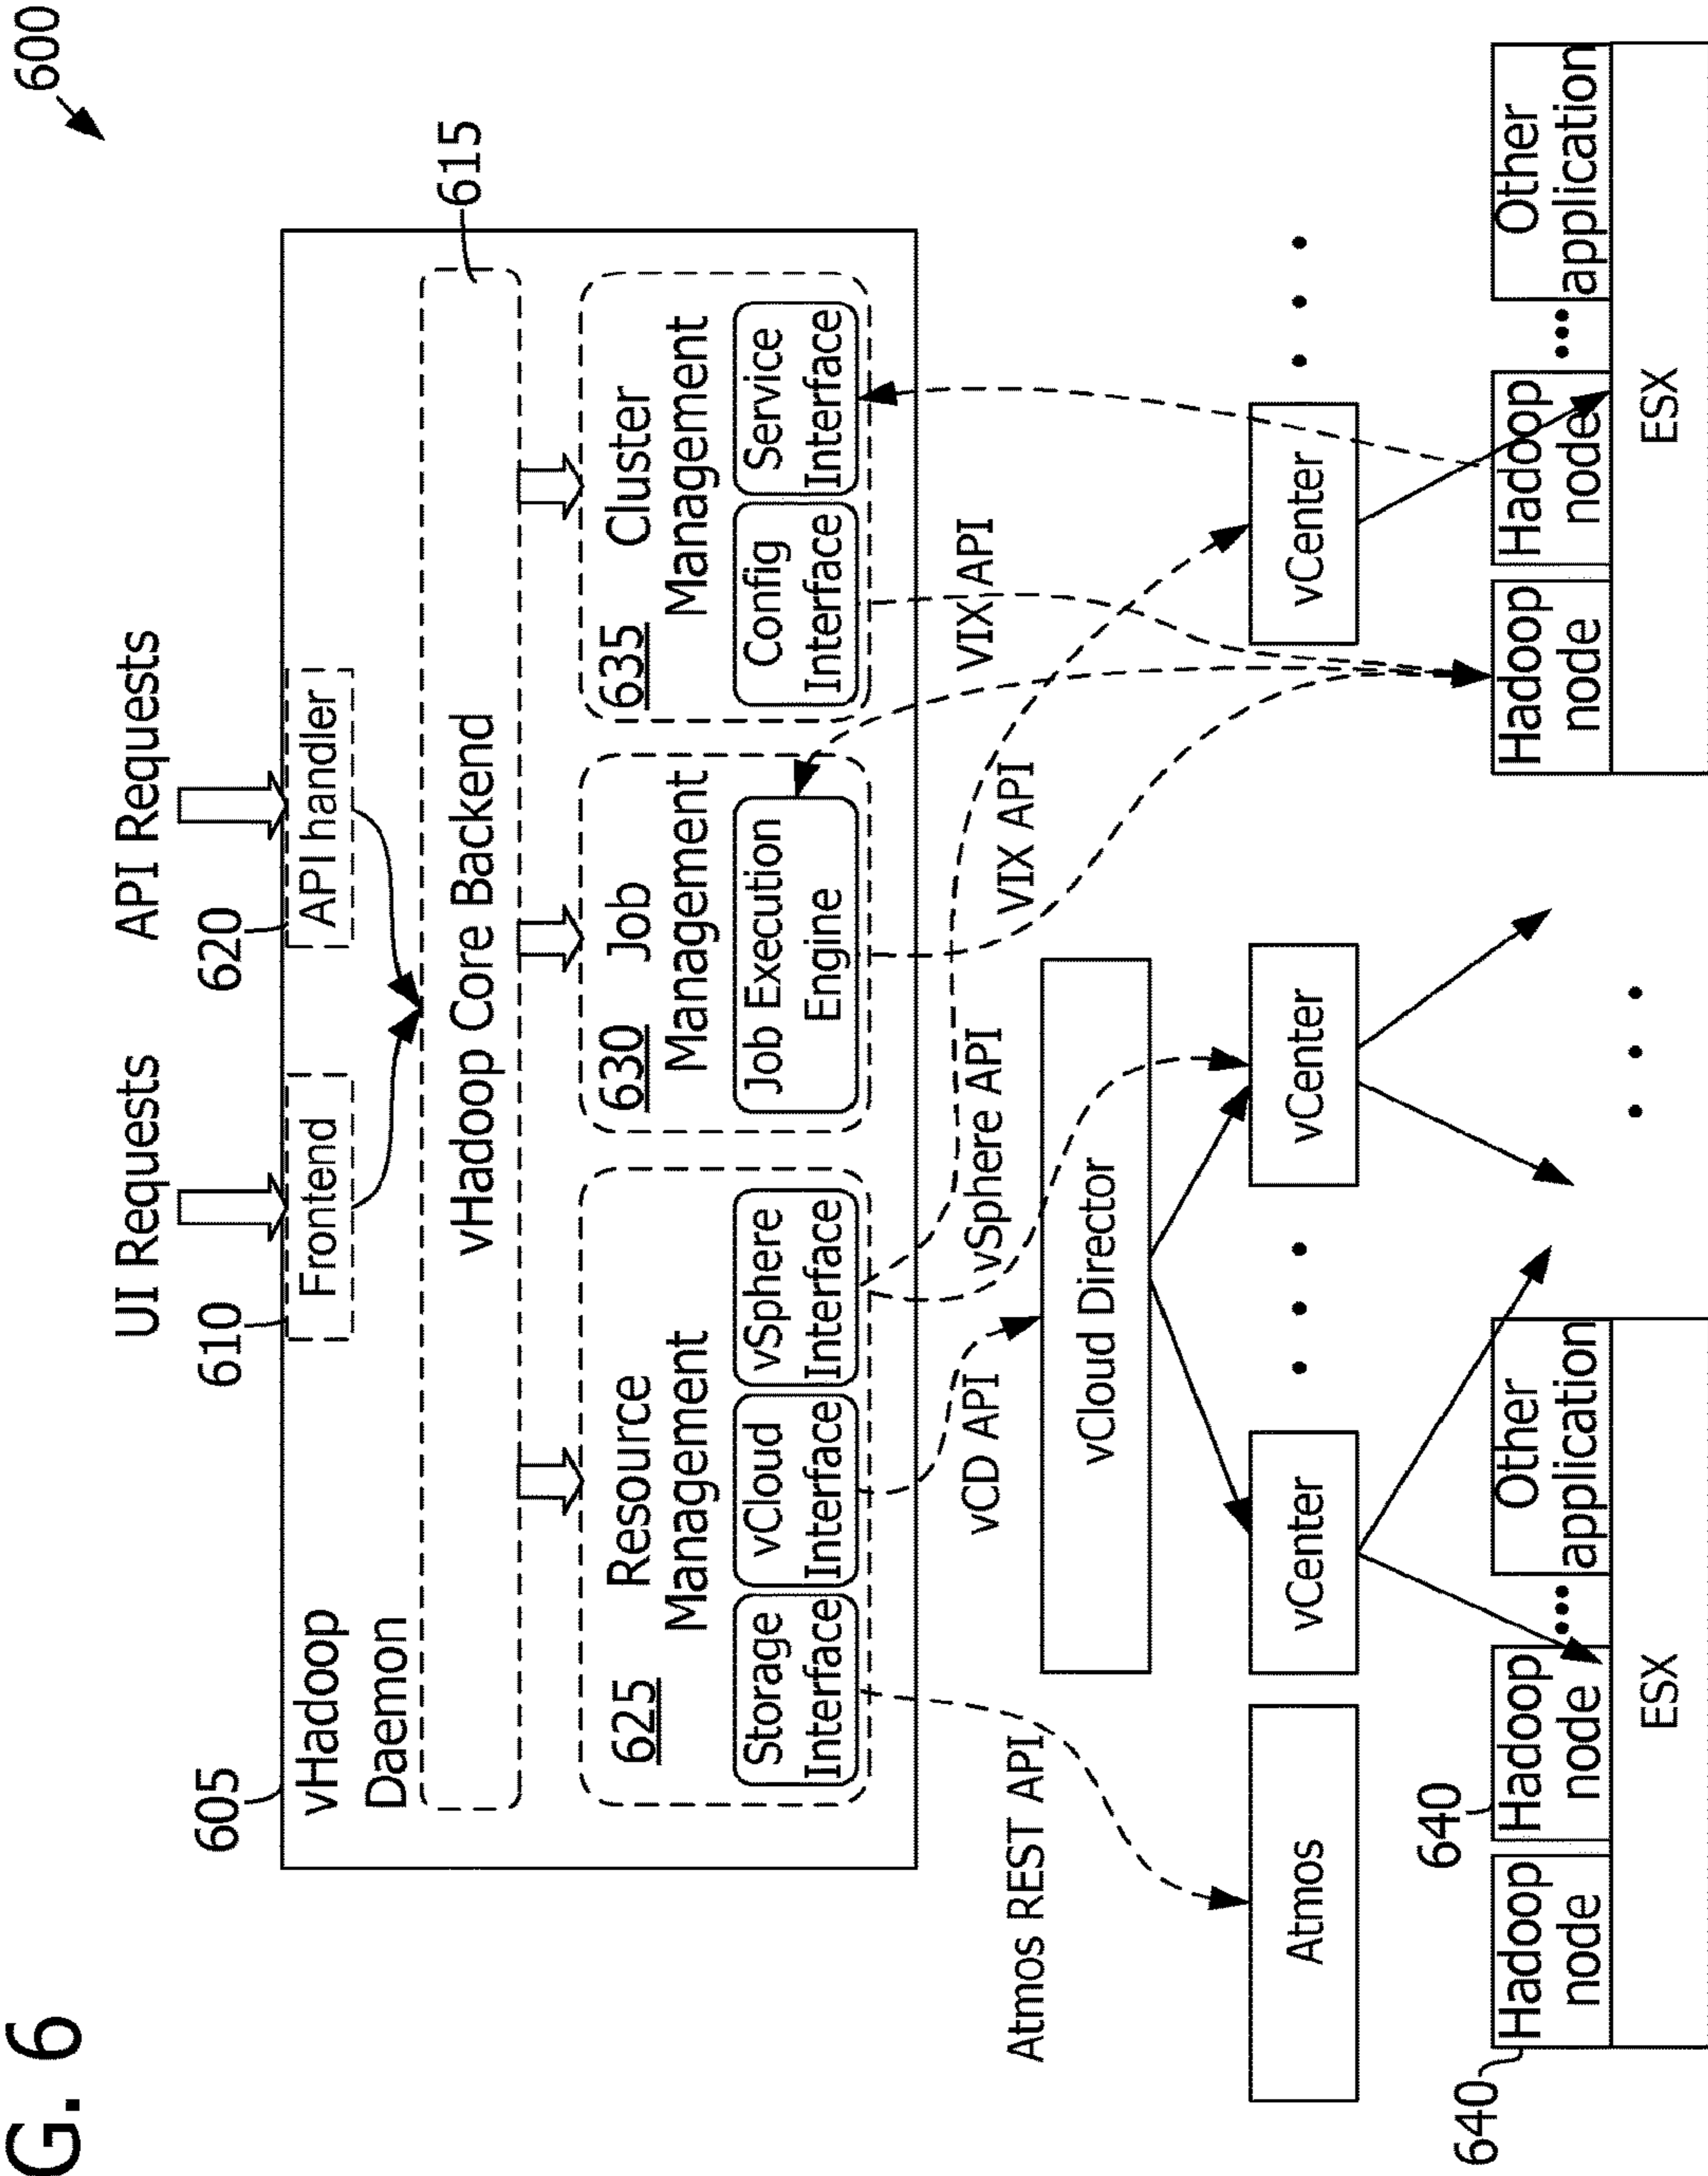 G. 6
600
UI Requests
API Requests
605
610
620
vHadoop
Daemon
Frontend
API handler
615
vHadoop Core Backend
625
Resource
Management
Storage
Interface
vCloud
Interface
vSphere
Interface
630
Job
Management
Job Execution
Engine
635
Cluster
Management
Config
Interface
Service
Interface
Atmos REST API
vCD API
vSphere API
VIX API
VIX API
vCloud Director
Atmos
vCenter
vCenter
vCenter
640
640
Hadoop
node
Hadoop
node
Other
application
ESX
Hadoop
node
Hadoop
node
Other
application
ESX